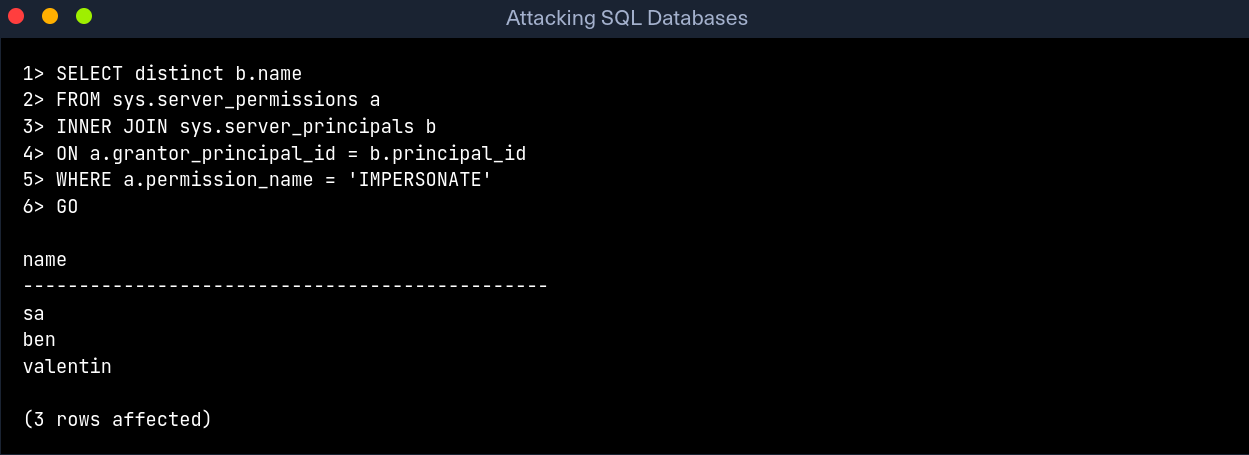 Attacking SQL Databases
1> SELECT distinct b.name
2> FROM sys.server_permissions a
3> INNER JOIN sys.server_principals b
4> ON a.grantor_principal_id = b.principal_id
5> WHERE a.permission_name = 'IMPERSONATE'
6> GO
name
-----------------------------------------------
sa
ben
valentin
(3 rows affected)